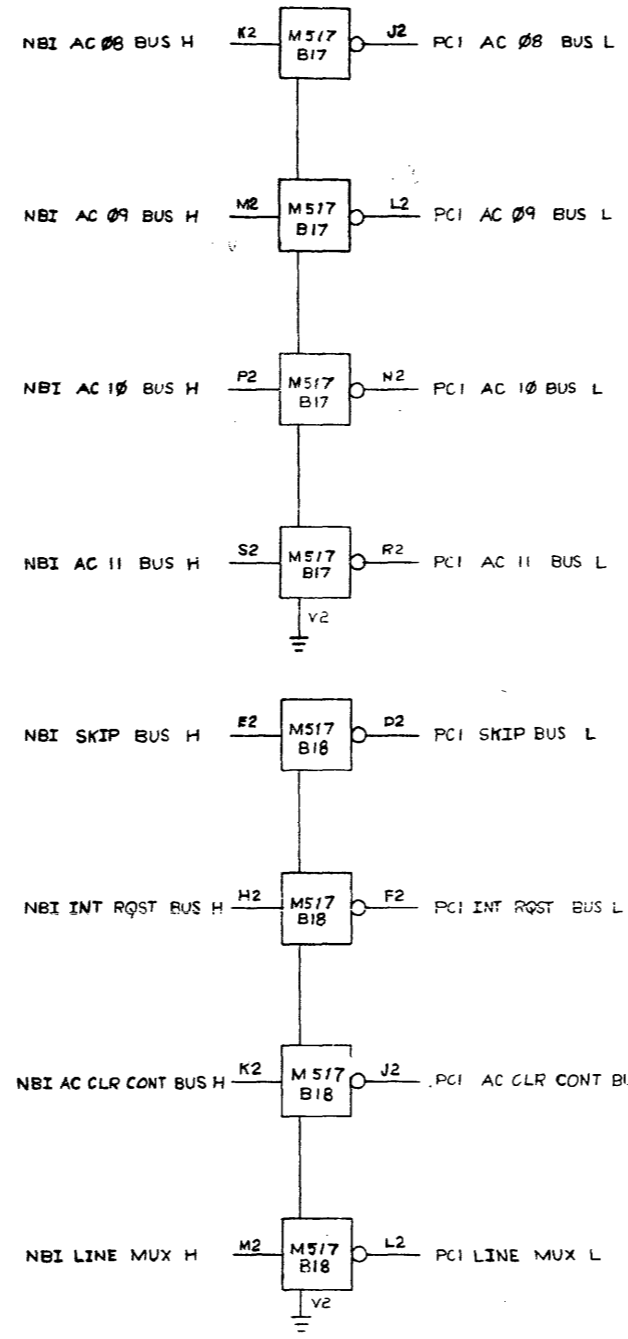 NBI AC Ø8 BUS H K2 M517 B17 J2 PCI AC Ø8 BUS L
NBI AC Ø9 BUS H M2 M517 B17 L2 PCI AC Ø9 BUS L
NBI AC 1Ø BUS H P2 M517 B17 N2 PCI AC 1Ø BUS L
NBI AC 11 BUS H S2 M517 B17 R2 PCI AC 11 BUS L
V2
NBI SKIP BUS H E2 M517 B18 D2 PCI SKIP BUS L
NBI INT RQST BUS H H2 M517 B18 F2 PCI INT RQST BUS L
NBI AC CLR CONT BUS H K2 M517 B18 J2 PCI AC CLR CONT
NBI LINE MUX H M2 M517 B18 L2 PCI LINE MUX L
V2